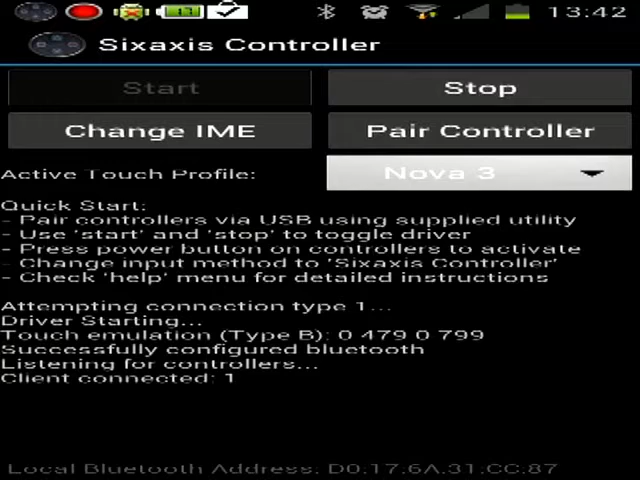 13:42
Sixaxis Controller
Start Stop
Change IME Pair Controller
Active Touch Profile: Nova 3
Quick Start:
- Pair controllers via USB using supplied utility
- Use 'start' and 'stop' to toggle driver
- Press power button on controllers to activate
- Change input method to 'Sixaxis Controller'
- Check 'help' menu for detailed instructions
Attempting connection type 1...
Driver Starting...
Touch emulation (Type B): 0 479 0 799
Successfully configured bluetooth
Listening for controllers...
Client connected: 1
Local Bluetooth Address: D0:17:6A:31:CC:87